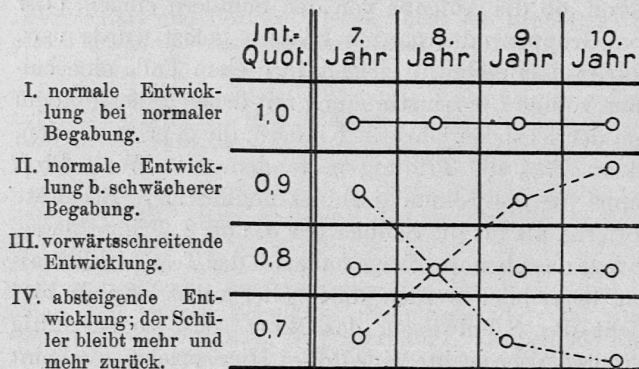 Int.= 7. 8. 9. 10.
Quot. Jahr Jahr Jahr Jahr
I. normale Entwick-
lung bei normaler
Begabung.
1,0
II. normale Entwick-
lung b. schwächerer
Begabung.
0,9
III. vorwärtsschreitende
Entwicklung.
0,8
IV. absteigende Ent-
wicklung; der Schü-
ler bleibt mehr und
mehr zurück.
0,7